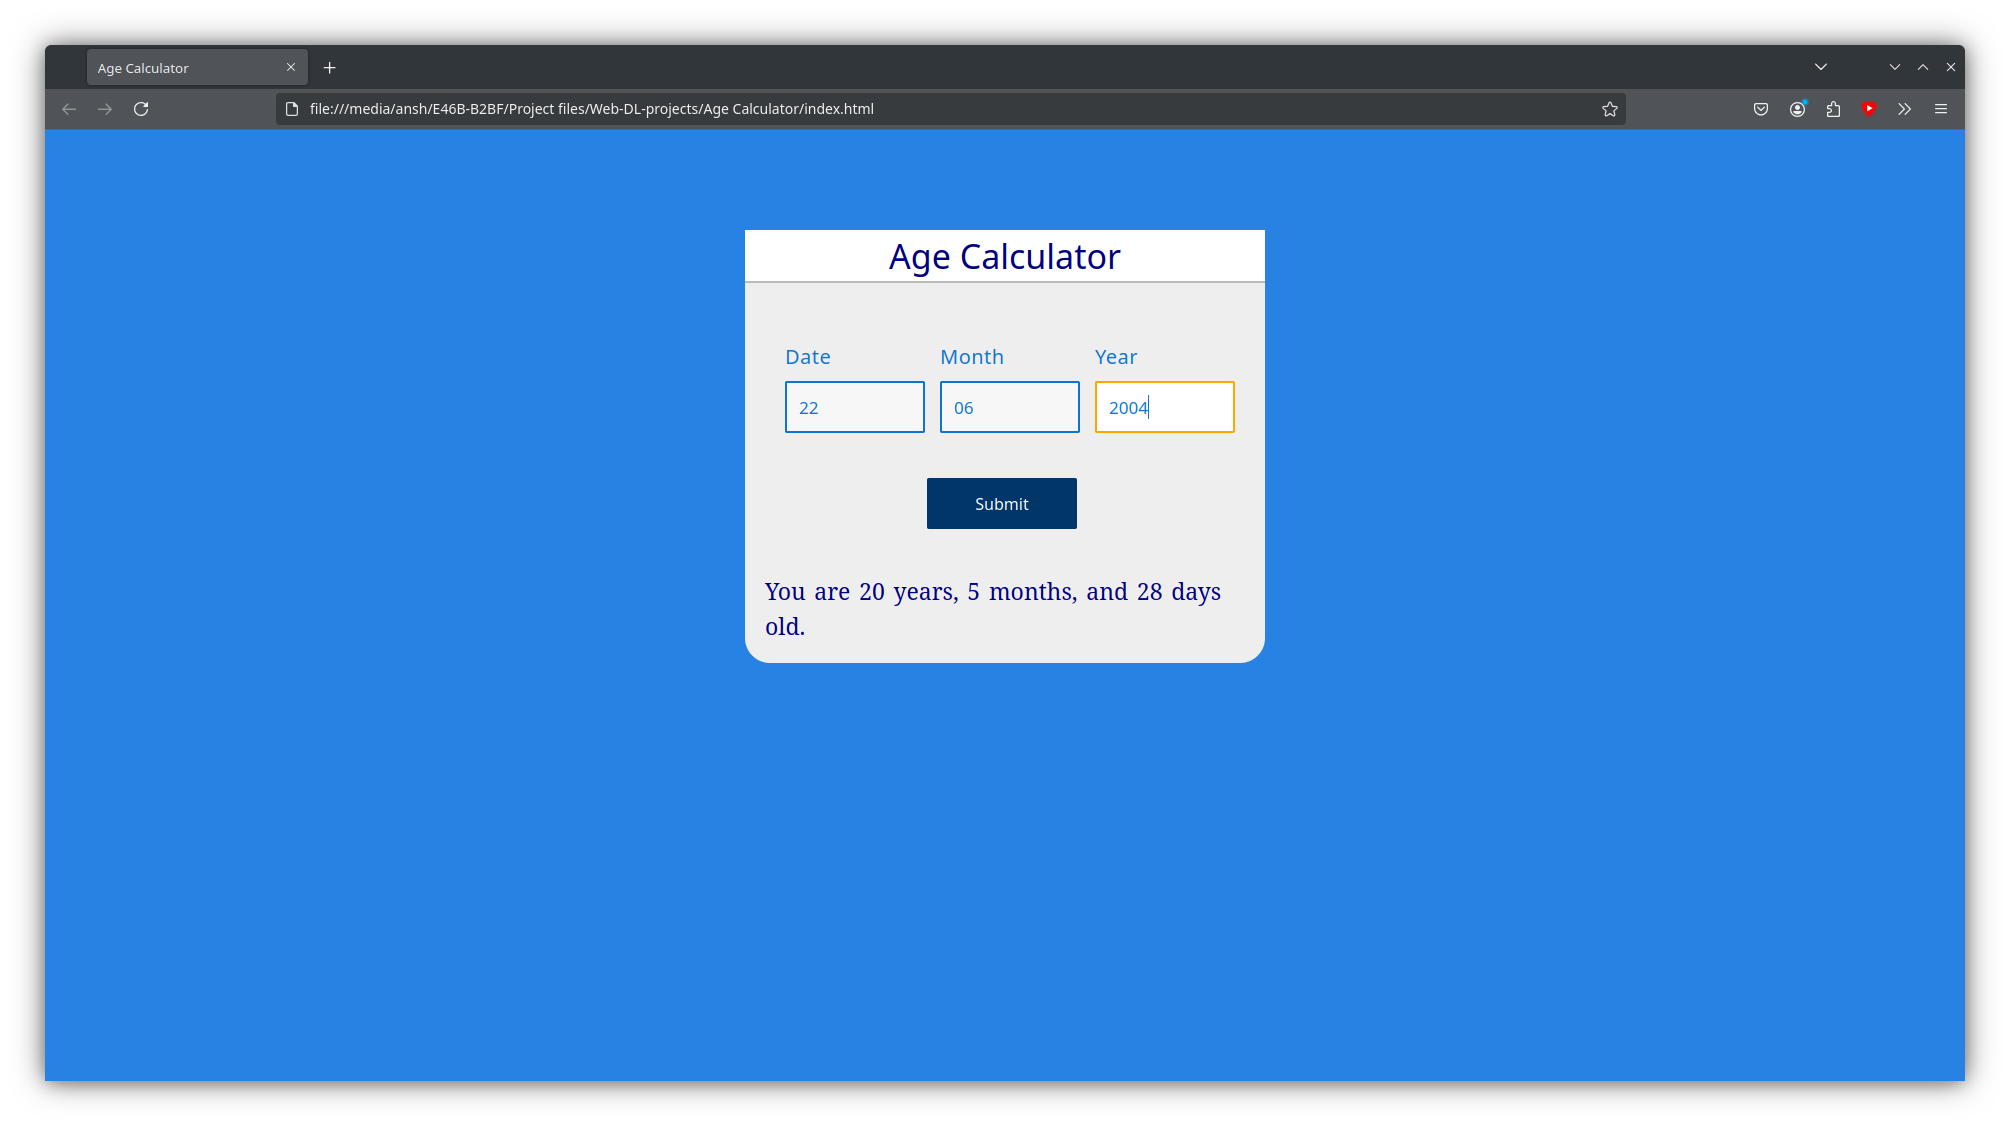 Age Calculator
file:///media/ansh/E46B-B2BF/Project files/Web-DL-projects/Age Calculator/index.html
Age Calculator
Date Month Year
22 06 2004
Submit
You are 20 years, 5 months, and 28 days
old.